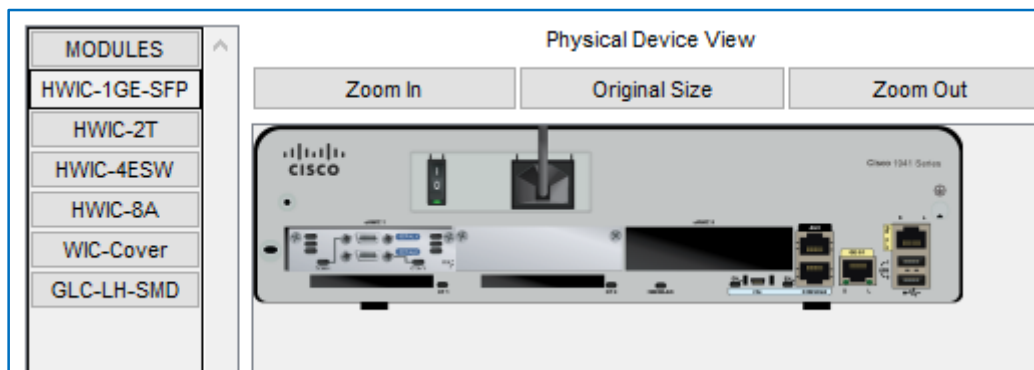 MODULES
HWIC-1GE-SFP
HWIC-2T
HWIC-4ESW
HWIC-8A
WIC-Cover
GLC-LH-SMD
Physical Device View
Zoom In
Original Size
Zoom Out
CISCO
Cisco 1941 Series